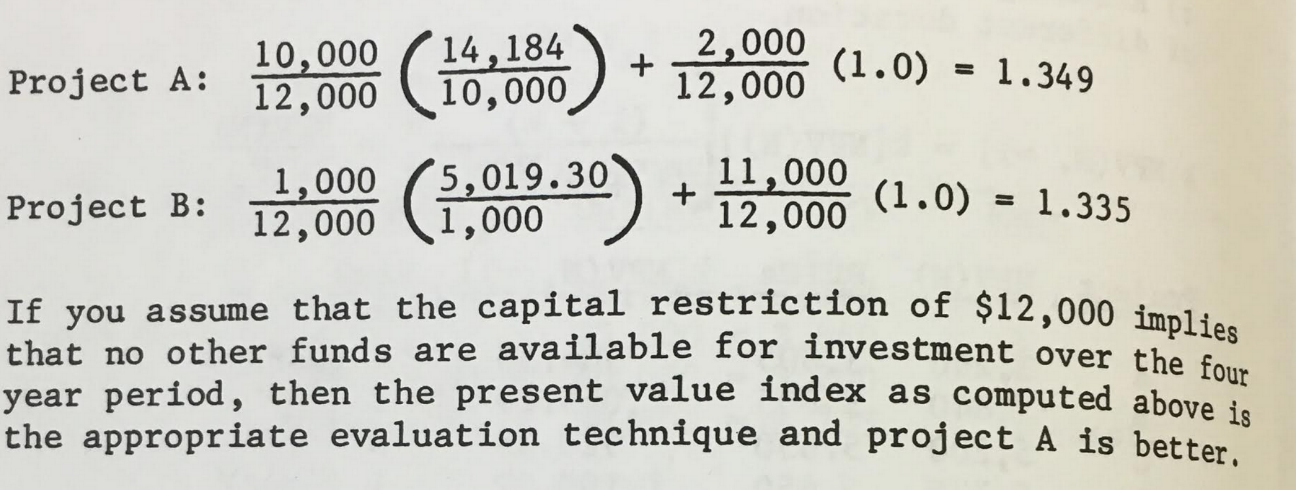 Project A: 10,000/12,000 (14,184/10,000) + 2,000/12,000 (1.0) = 1.349
Project B: 1,000/12,000 (5,019.30/1,000) + 11,000/12,000 (1.0) = 1.335
If you assume that the capital restriction of $12,000 implies
that no other funds are available for investment over the four
year period, then the present value index as computed above is
the appropriate evaluation technique and project A is better.